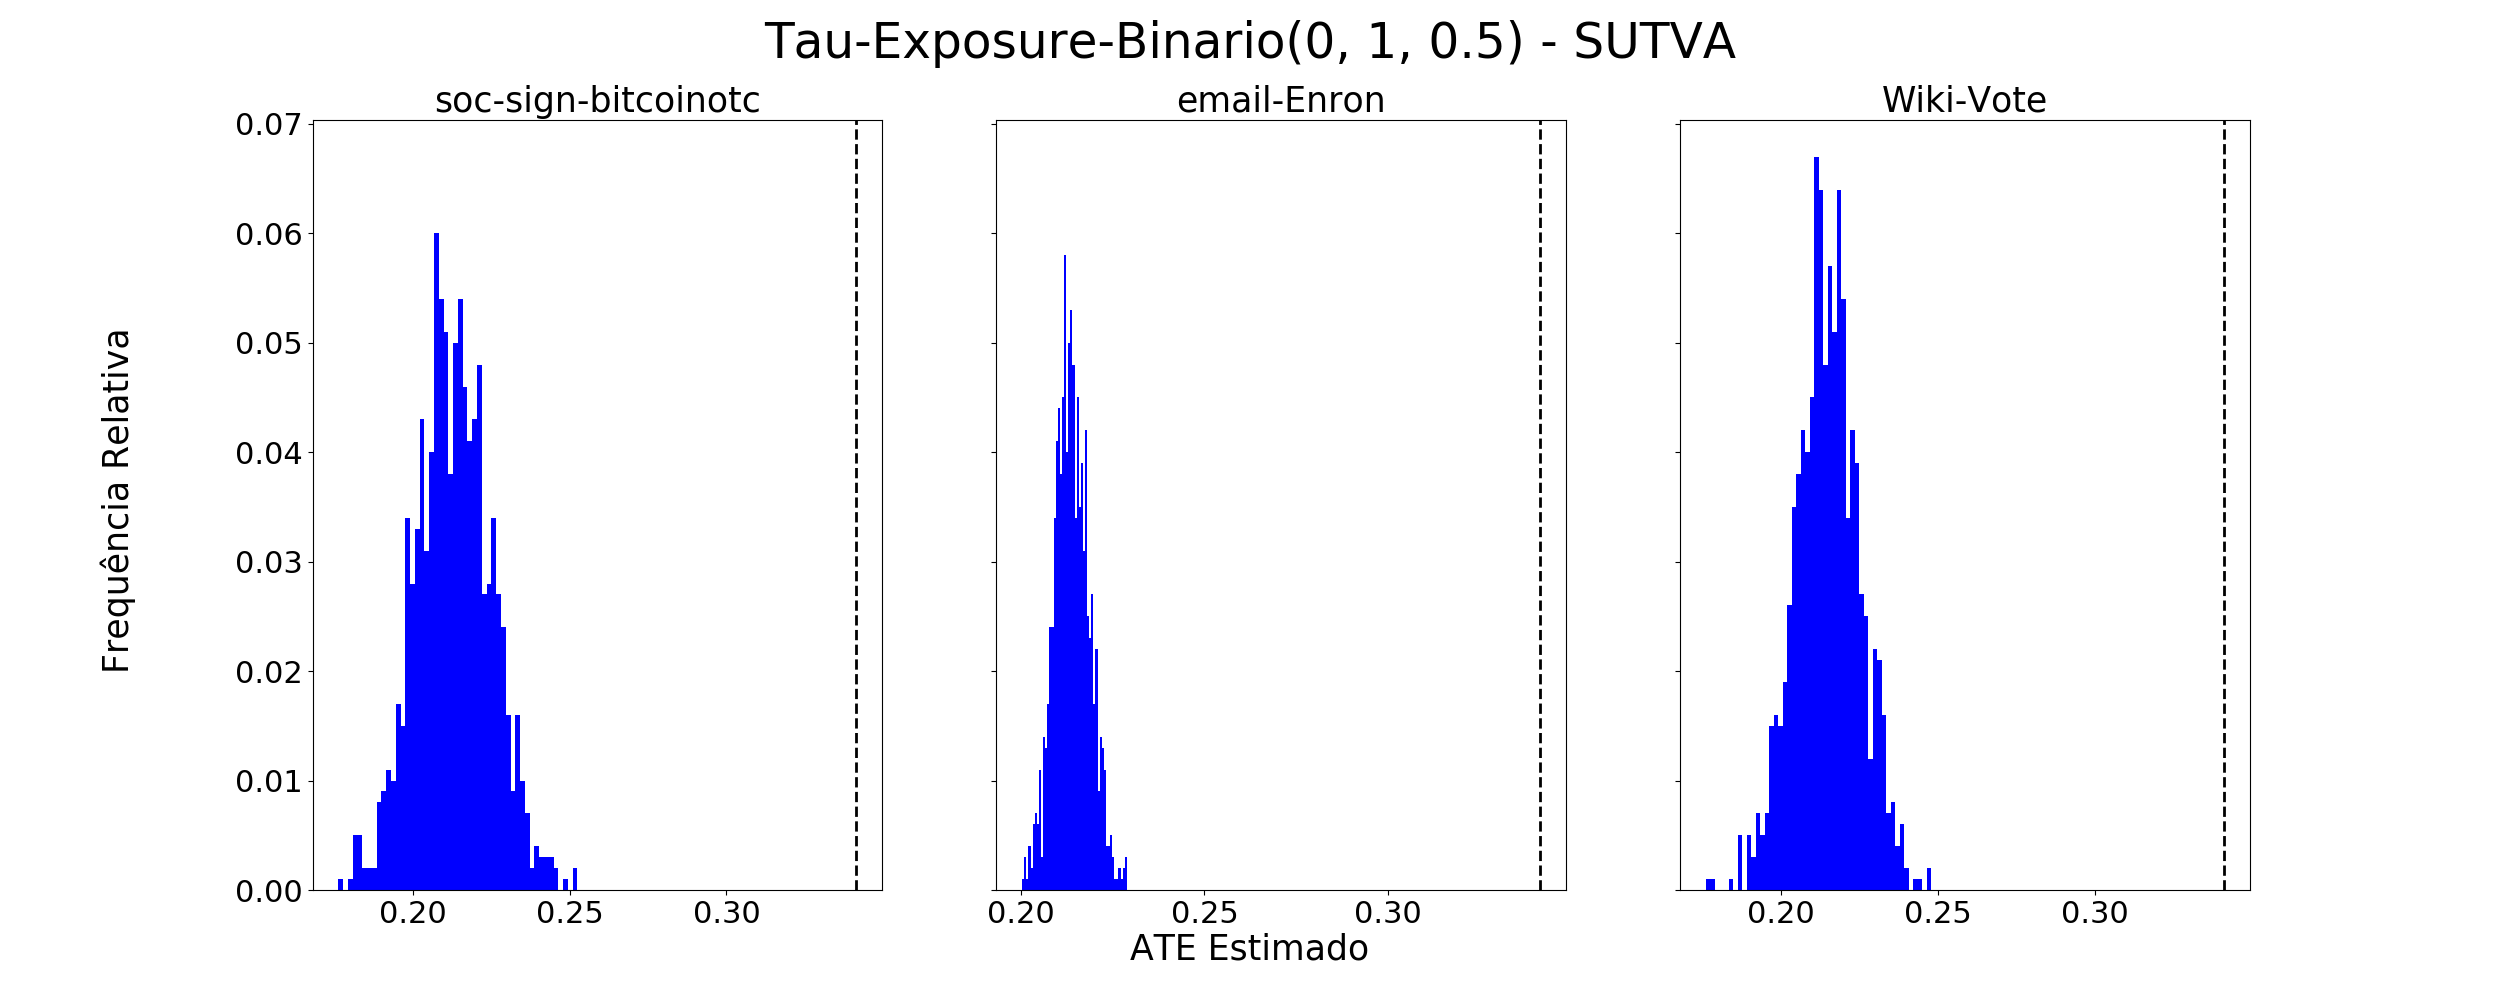 Tau-Exposure-Binario(0, 1, 0.5) - SUTVA
soc-sign-bitcoinotc
email-Enron
Wiki-Vote
Frequência Relativa
0.07
0.06
0.05
0.04
0.03
0.02
0.01
0.00
0.20 0.25 0.30
0.20 0.25 0.30
0.20 0.25 0.30
ATE Estimado